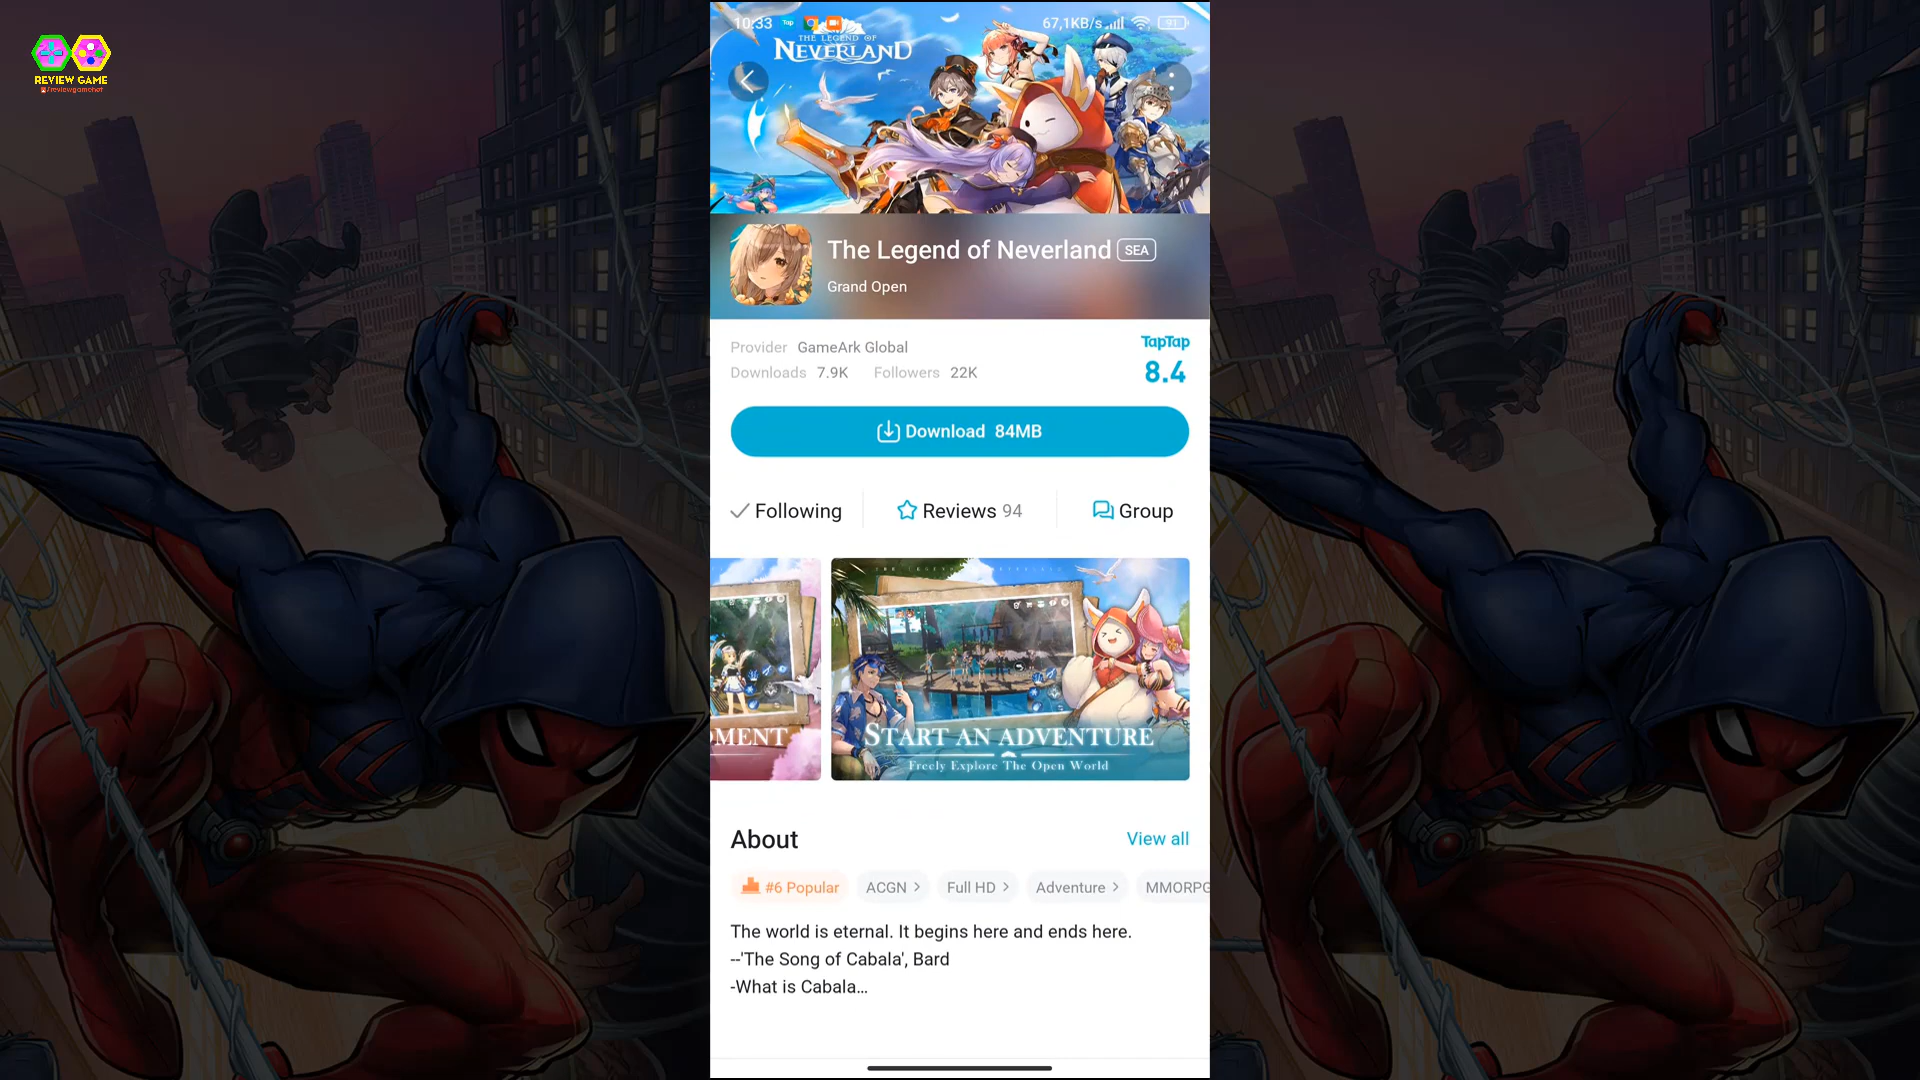 REVIEW GAME
/reviewgamehot
10:33
67,1KB/s
91
THE LEGEND OF
NEVERLAND
The Legend of Neverland SEA
Grand Open
Provider GameArk Global
TapTap
Downloads 7.9K Followers 22K
8.4
Download 84MB
Following
Reviews 94
Group
MENT
START AN ADVENTURE
Freely Explore The Open World
About
View all
#6 Popular
ACGN
Full HD
Adventure
MMORPG
The world is eternal. It begins here and ends here.
--'The Song of Cabala', Bard
-What is Cabala…